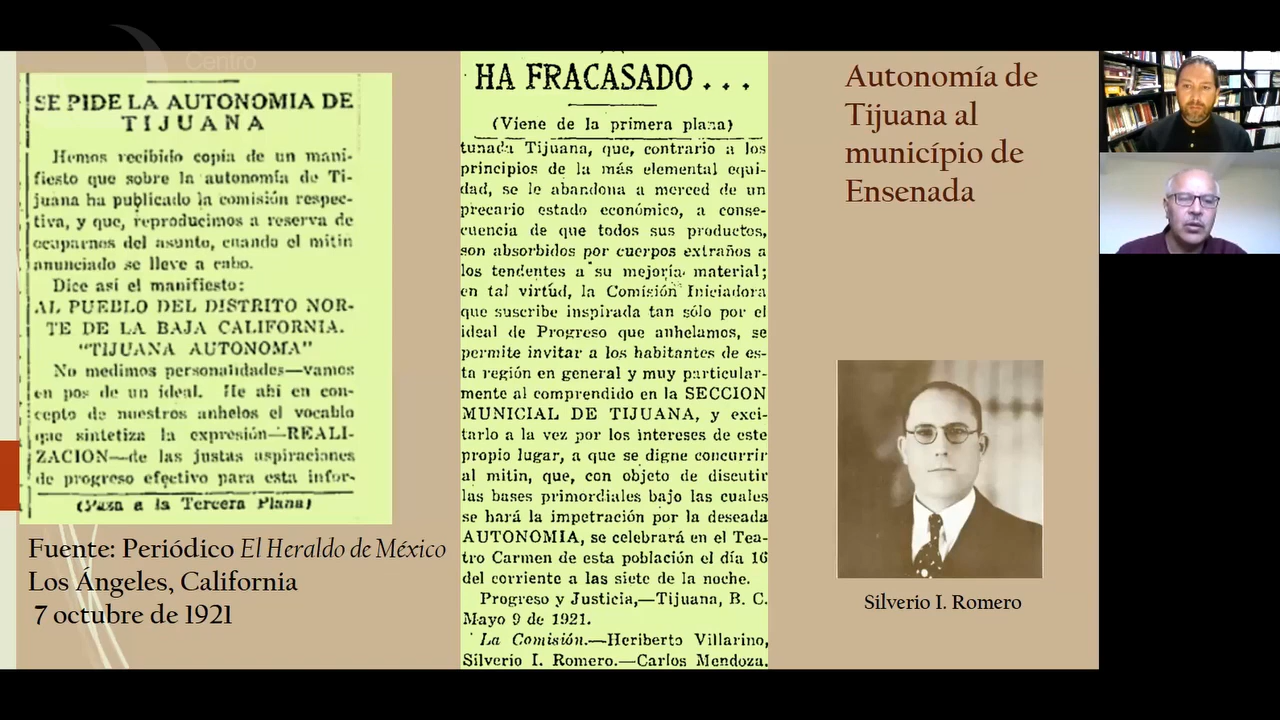 Centro
SE PIDE LA AUTONOMIA DE
TIJUANA
Hemos recibido copia de un mani-
fiesto que sobre la autonomía de Ti-
juana ha publicado la comisión respec-
tiva, y que, reproducimos a reserva de
ocuparnos del asunto, cuando el mitin
anunciado se lleve a cabo.
Dice así el manifiesto:
AL PUEBLO DEL DISTRITO NOR-
TE DE LA BAJA CALIFORNIA.
"TIJUANA AUTONOMA"
No medimos personalidades—vamos
en pos de un ideal. He ahí en con-
cepto de nuestros anhelos el vocablo
que sintetiza la expresión—REALI-
ZACION—de las justas aspiraciones
de progreso efectivo para esta infor-
(Pasa a la Tercera Plana)
Fuente: Periódico El Heraldo de México
Los Ángeles, California
7 octubre de 1921
HA FRACASADO . . .
(Viene de la primera plana)
tunada Tijuana, que, contrario a los
principios de la más elemental equi-
dad, se le abandona a merced de un
precario estado económico, a conse-
cuencia de que todos sus productos,
son absorbidos por cuerpos extraños a
los tendentes a su mejoría material;
en tal virtud, la Comisión Iniciadora
que suscribe inspirada tan sólo por el
ideal de Progreso que anhelamos, se
permite invitar a los habitantes de es-
ta región en general y muy particular-
mente al comprendido en la SECCION
MUNICIAL DE TIJUANA, y exci-
tarlo a la vez por los intereses de este
propio lugar, a que se digne concurrir
al mitin, que, con objeto de discutir
las bases primordiales bajo las cuales
se hará la impetración por la deseada
AUTONOMIA, se celebrará en el Tea-
tro Carmen de esta población el día 16
del corriente a las siete de la noche.
Progreso y Justicia,—Tijuana, B. C.
Mayo 9 de 1921.
La Comisión.—Heriberto Villarino,
Silverio I. Romero.—Carlos Mendoza.
Autonomía de
Tijuana al
município de
Ensenada
Silverio I. Romero